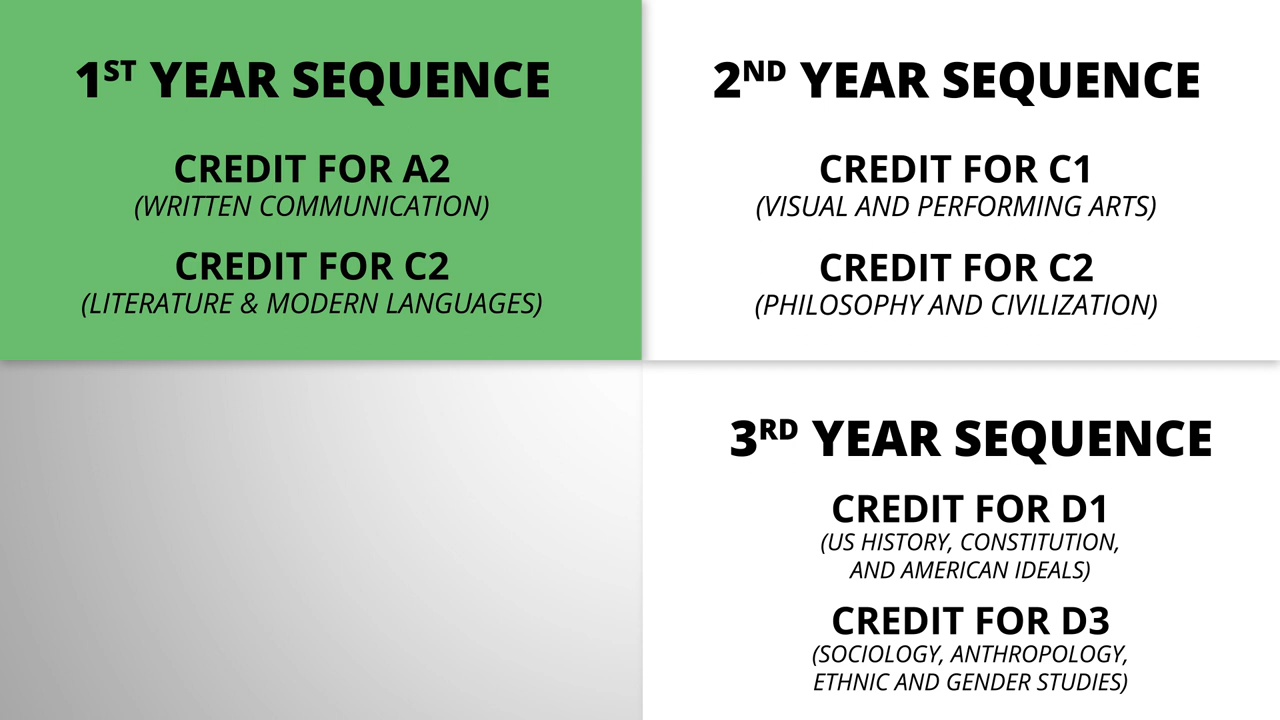 1ST YEAR SEQUENCE
CREDIT FOR A2
(WRITTEN COMMUNICATION)
CREDIT FOR C2
(LITERATURE & MODERN LANGUAGES)
2ND YEAR SEQUENCE
CREDIT FOR C1
(VISUAL AND PERFORMING ARTS)
CREDIT FOR C2
(PHILOSOPHY AND CIVILIZATION)
3RD YEAR SEQUENCE
CREDIT FOR D1
(US HISTORY, CONSTITUTION,
AND AMERICAN IDEALS)
CREDIT FOR D3
(SOCIOLOGY, ANTHROPOLOGY,
ETHNIC AND GENDER STUDIES)